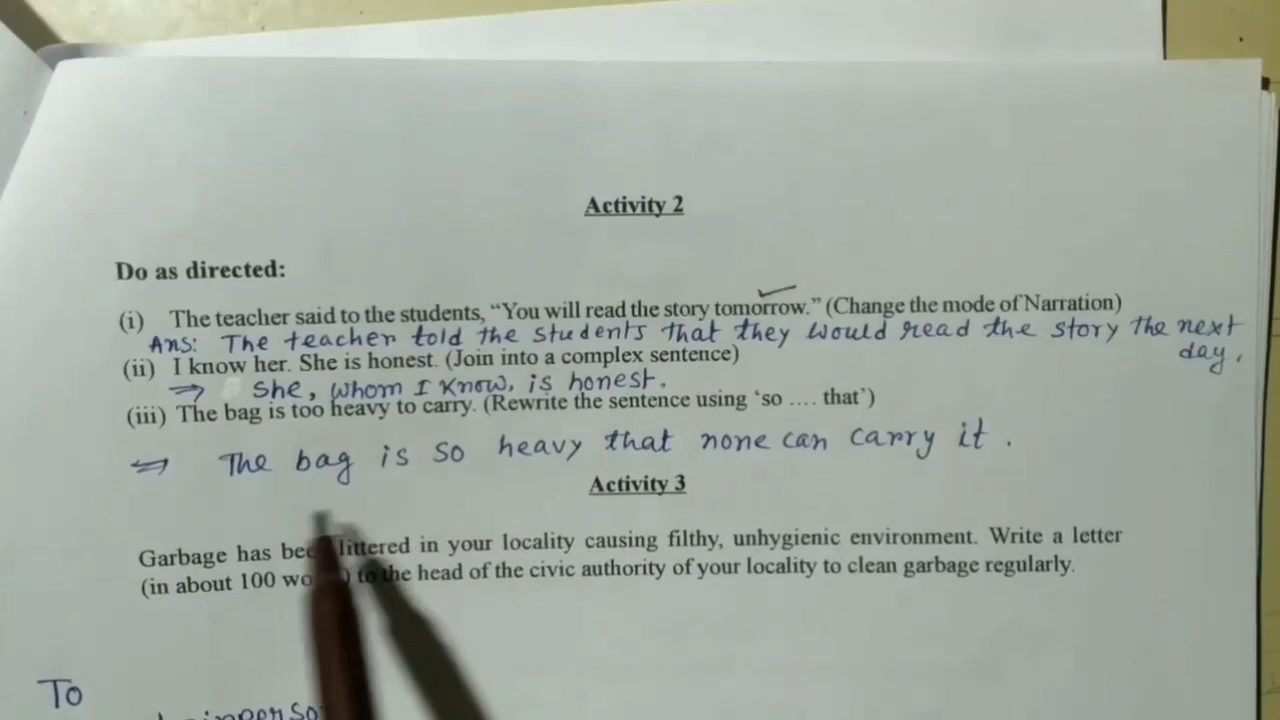 Activity 2
Do as directed:
(i) The teacher said to the students, “You will read the story tomorrow.” (Change the mode of Narration)
Ans: The teacher told the students that they would read the story the next
day.
(ii) I know her. She is honest. (Join into a complex sentence)
⇒ She, whom I know, is honest.
(iii) The bag is too heavy to carry. (Rewrite the sentence using ‘so .... that’)
⇒ The bag is so heavy that none can carry it.
Activity 3
Garbage has littered in your locality causing filthy, unhygienic environment. Write a letter
(in about 100 to the head of the civic authority of your locality to clean garbage regularly.
To